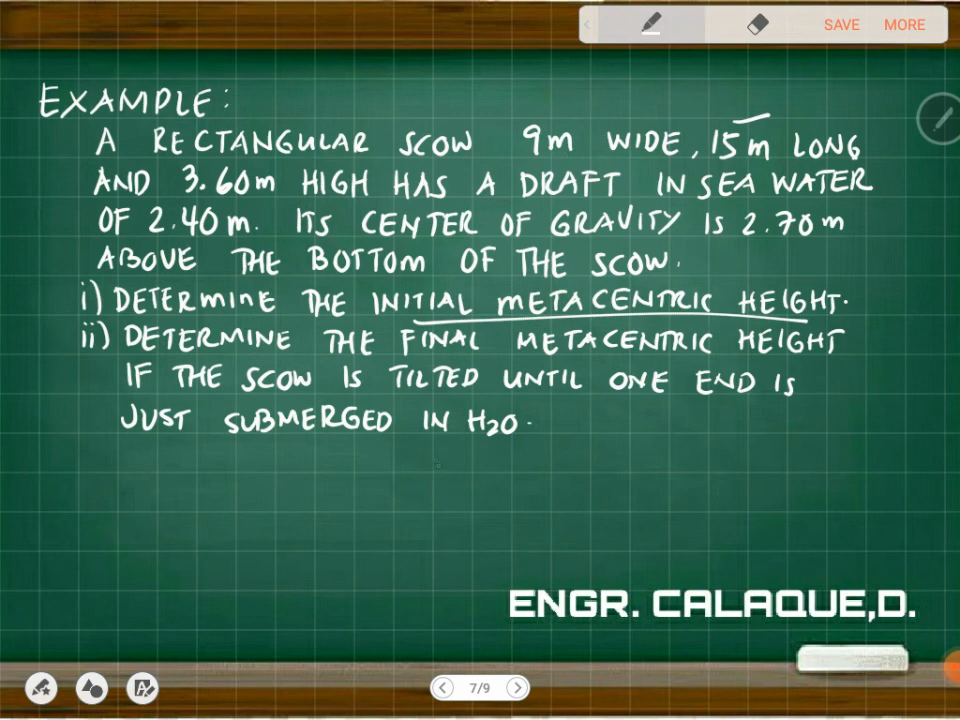 SAVE MORE
EXAMPLE:
A RECTANGULAR SCOW 9m WIDE, 15m LONG
AND 3.60m HIGH HAS A DRAFT IN SEA WATER
OF 2.40 m. ITS CENTER OF GRAVITY IS 2.70 m
ABOVE THE BOTTOM OF THE SCOW.
i) DETERMINE THE INITIAL METACENTRIC HEIGHT.
ii) DETERMINE THE FINAL METACENTRIC HEIGHT
IF THE SCOW IS TILTED UNTIL ONE END IS
JUST SUBMERGED IN H2O.
ENGR. CALAQUE,D.
7/9